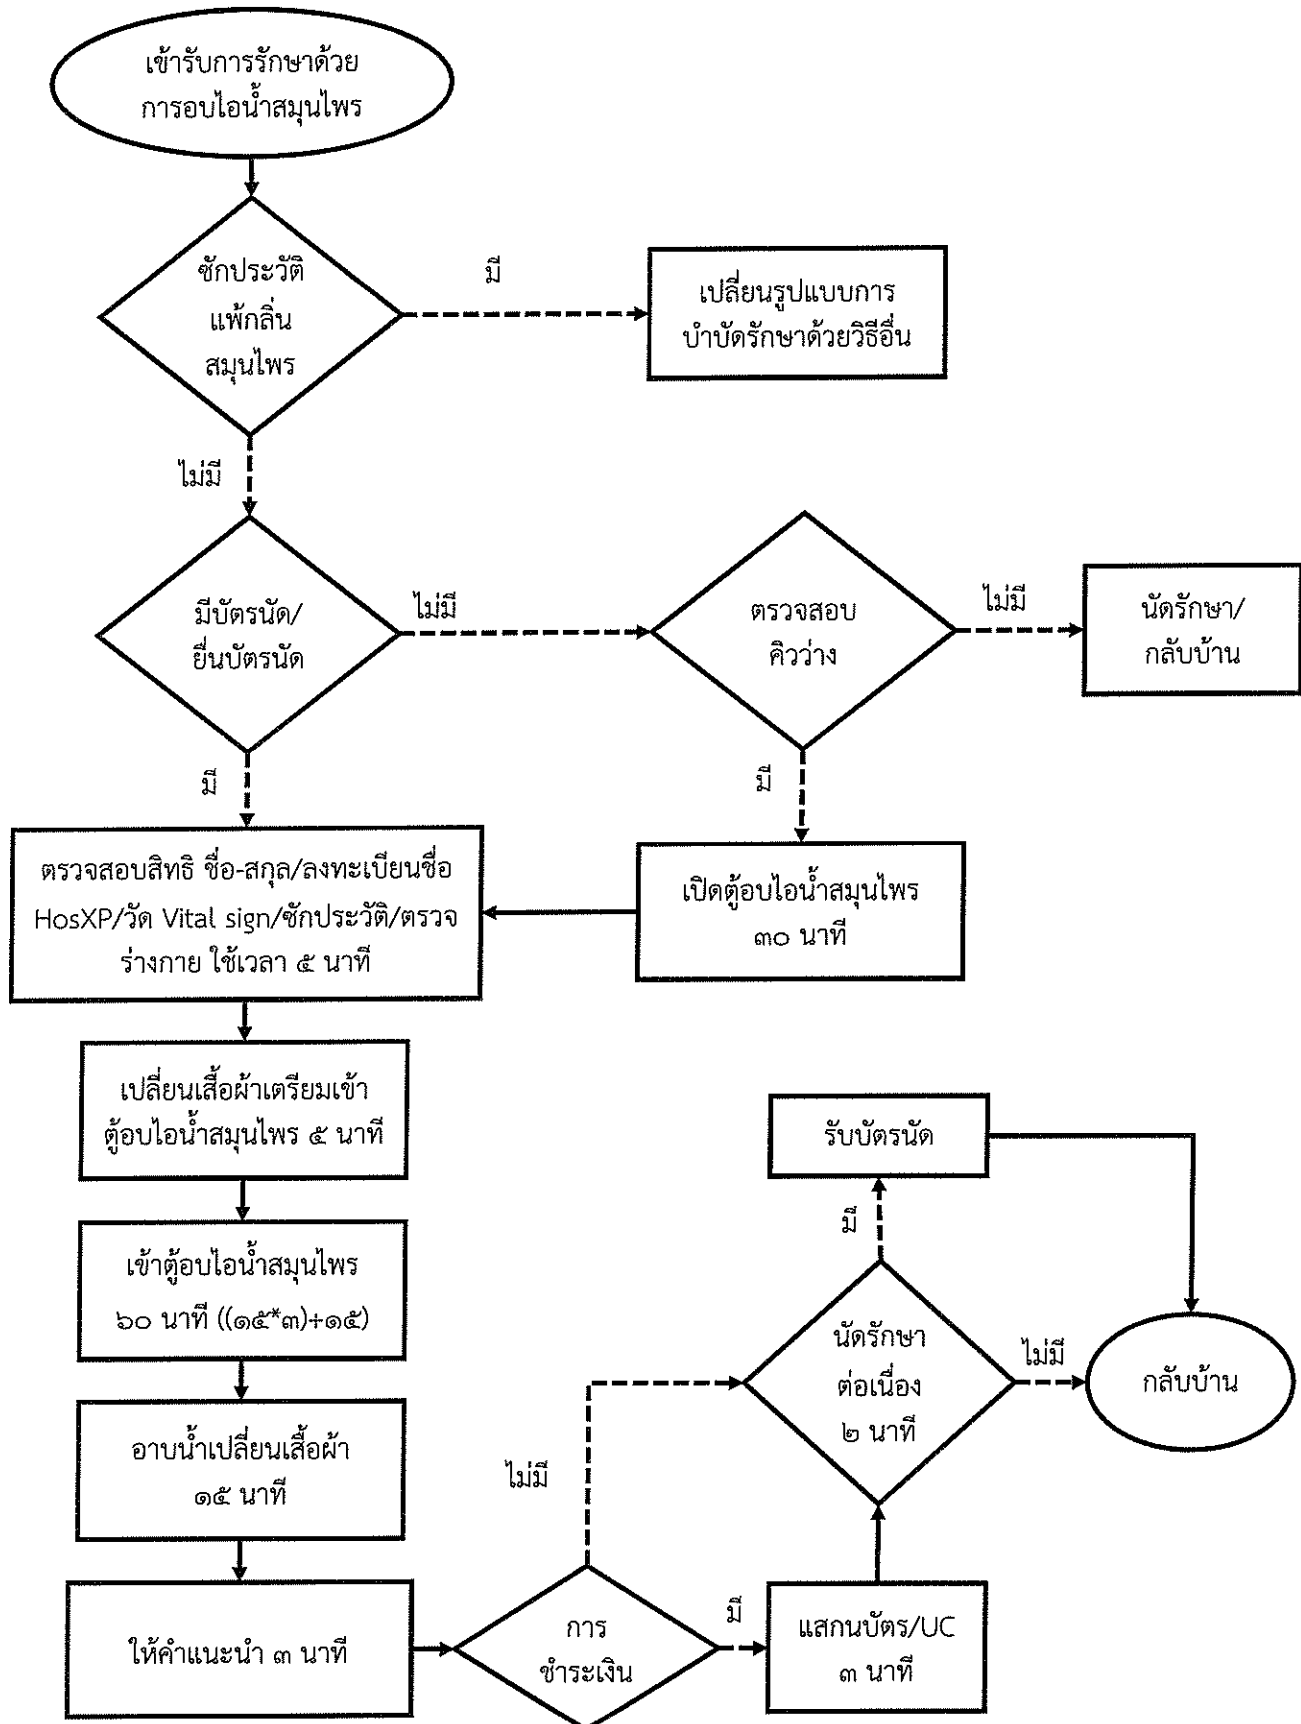 เข้ารับการรักษาด้วย
การอบไอน้ำสมุนไพร
ซักประวัติ
แพ้กลิ่น
สมุนไพร
มี
เปลี่ยนรูปแบบการ
บำบัดรักษาด้วยวิธีอื่น
ไม่มี
มีบัตรนัด/
ยื่นบัตรนัด
ไม่มี
ตรวจสอบ
คิวว่าง
ไม่มี
นัดรักษา/
กลับบ้าน
มี
มี
ตรวจสอบสิทธิ ชื่อ-สกุล/ลงทะเบียนชื่อ
HosXP/วัด Vital sign/ซักประวัติ/ตรวจ
ร่างกาย ใช้เวลา ๕ นาที
เปิดตู้อบไอน้ำสมุนไพร
๓๐ นาที
เปลี่ยนเสื้อผ้าเตรียมเข้า
ตู้อบไอน้ำสมุนไพร ๕ นาที
เข้าตู้อบไอน้ำสมุนไพร
๖๐ นาที ((๑๕*๓)+๑๕)
อาบน้ำเปลี่ยนเสื้อผ้า
๑๕ นาที
ให้คำแนะนำ ๓ นาที
การ
ชำระเงิน
ไม่มี
มี
แสกนบัตร/UC
๓ นาที
นัดรักษา
ต่อเนื่อง
๒ นาที
มี
รับบัตรนัด
ไม่มี
กลับบ้าน